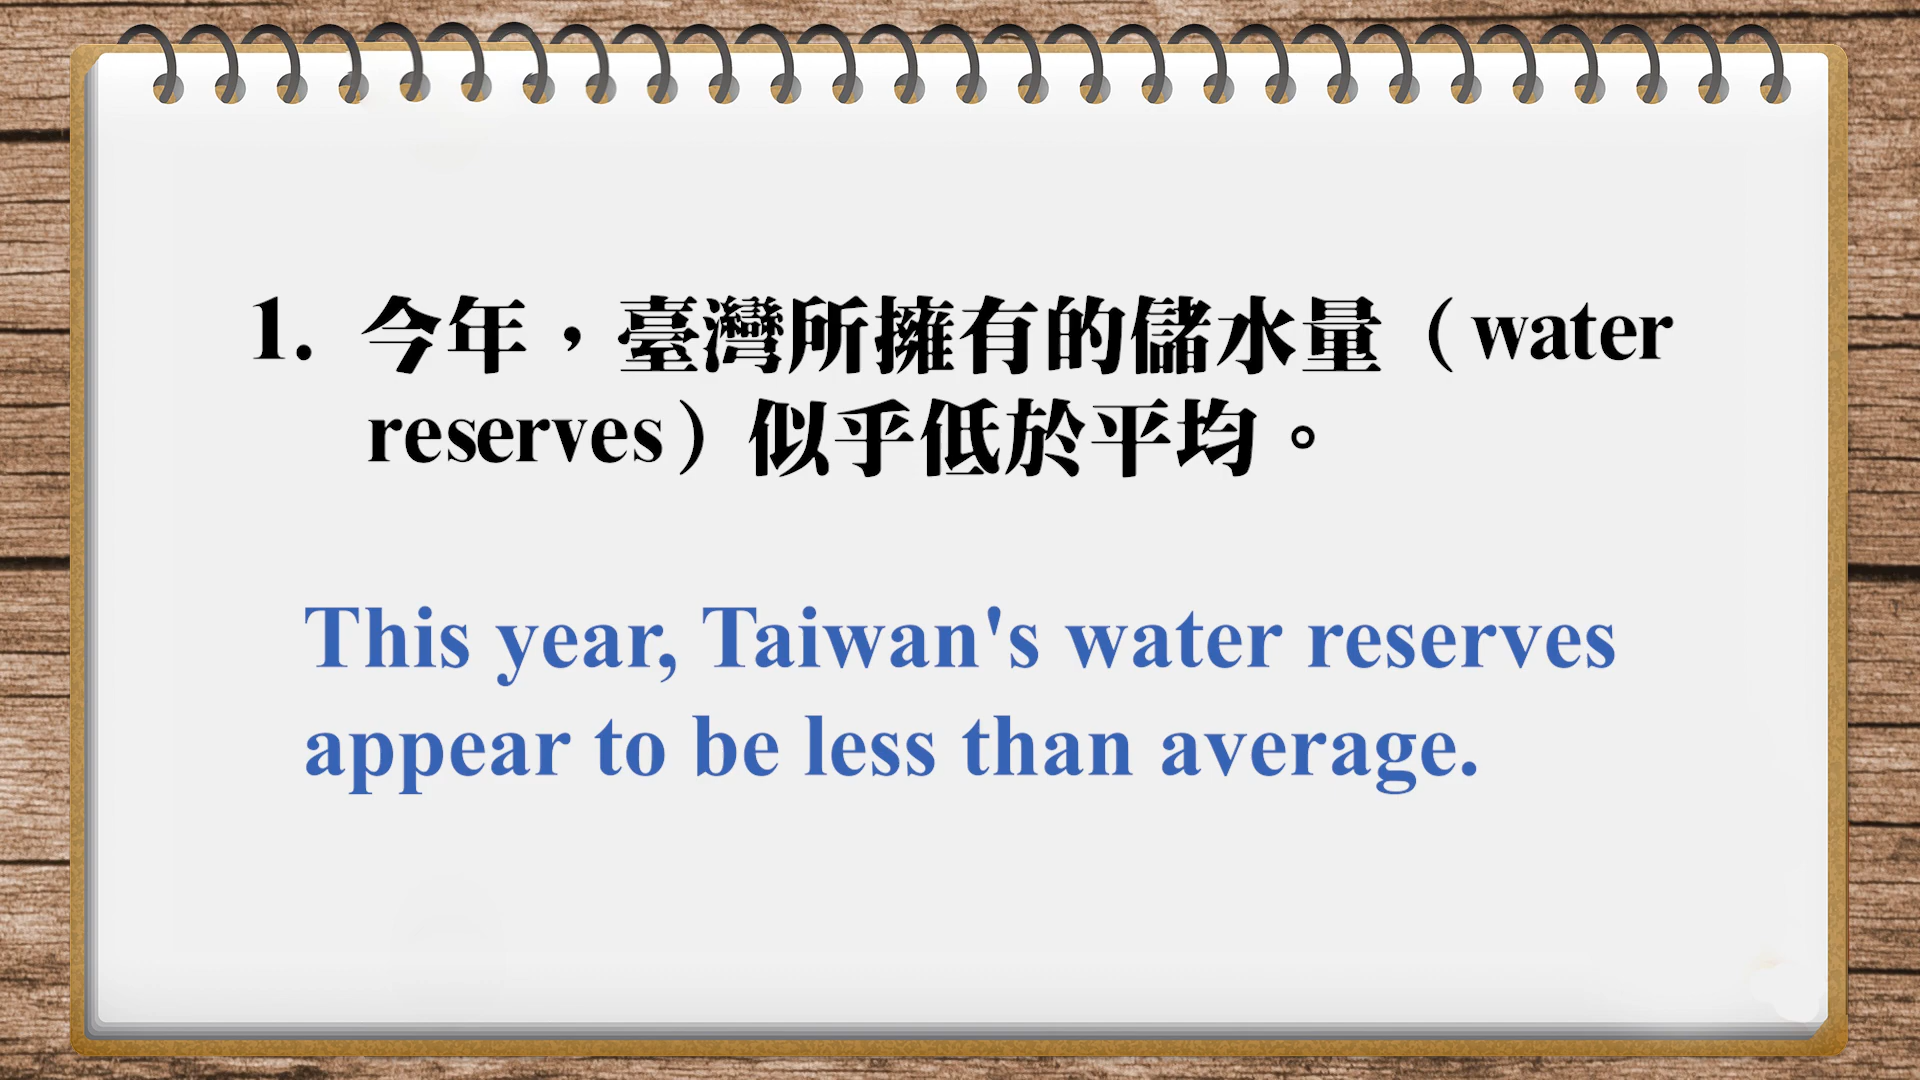 1. 今年，臺灣所擁有的儲水量（water
reserves）似乎低於平均。
This year, Taiwan's water reserves
appear to be less than average.